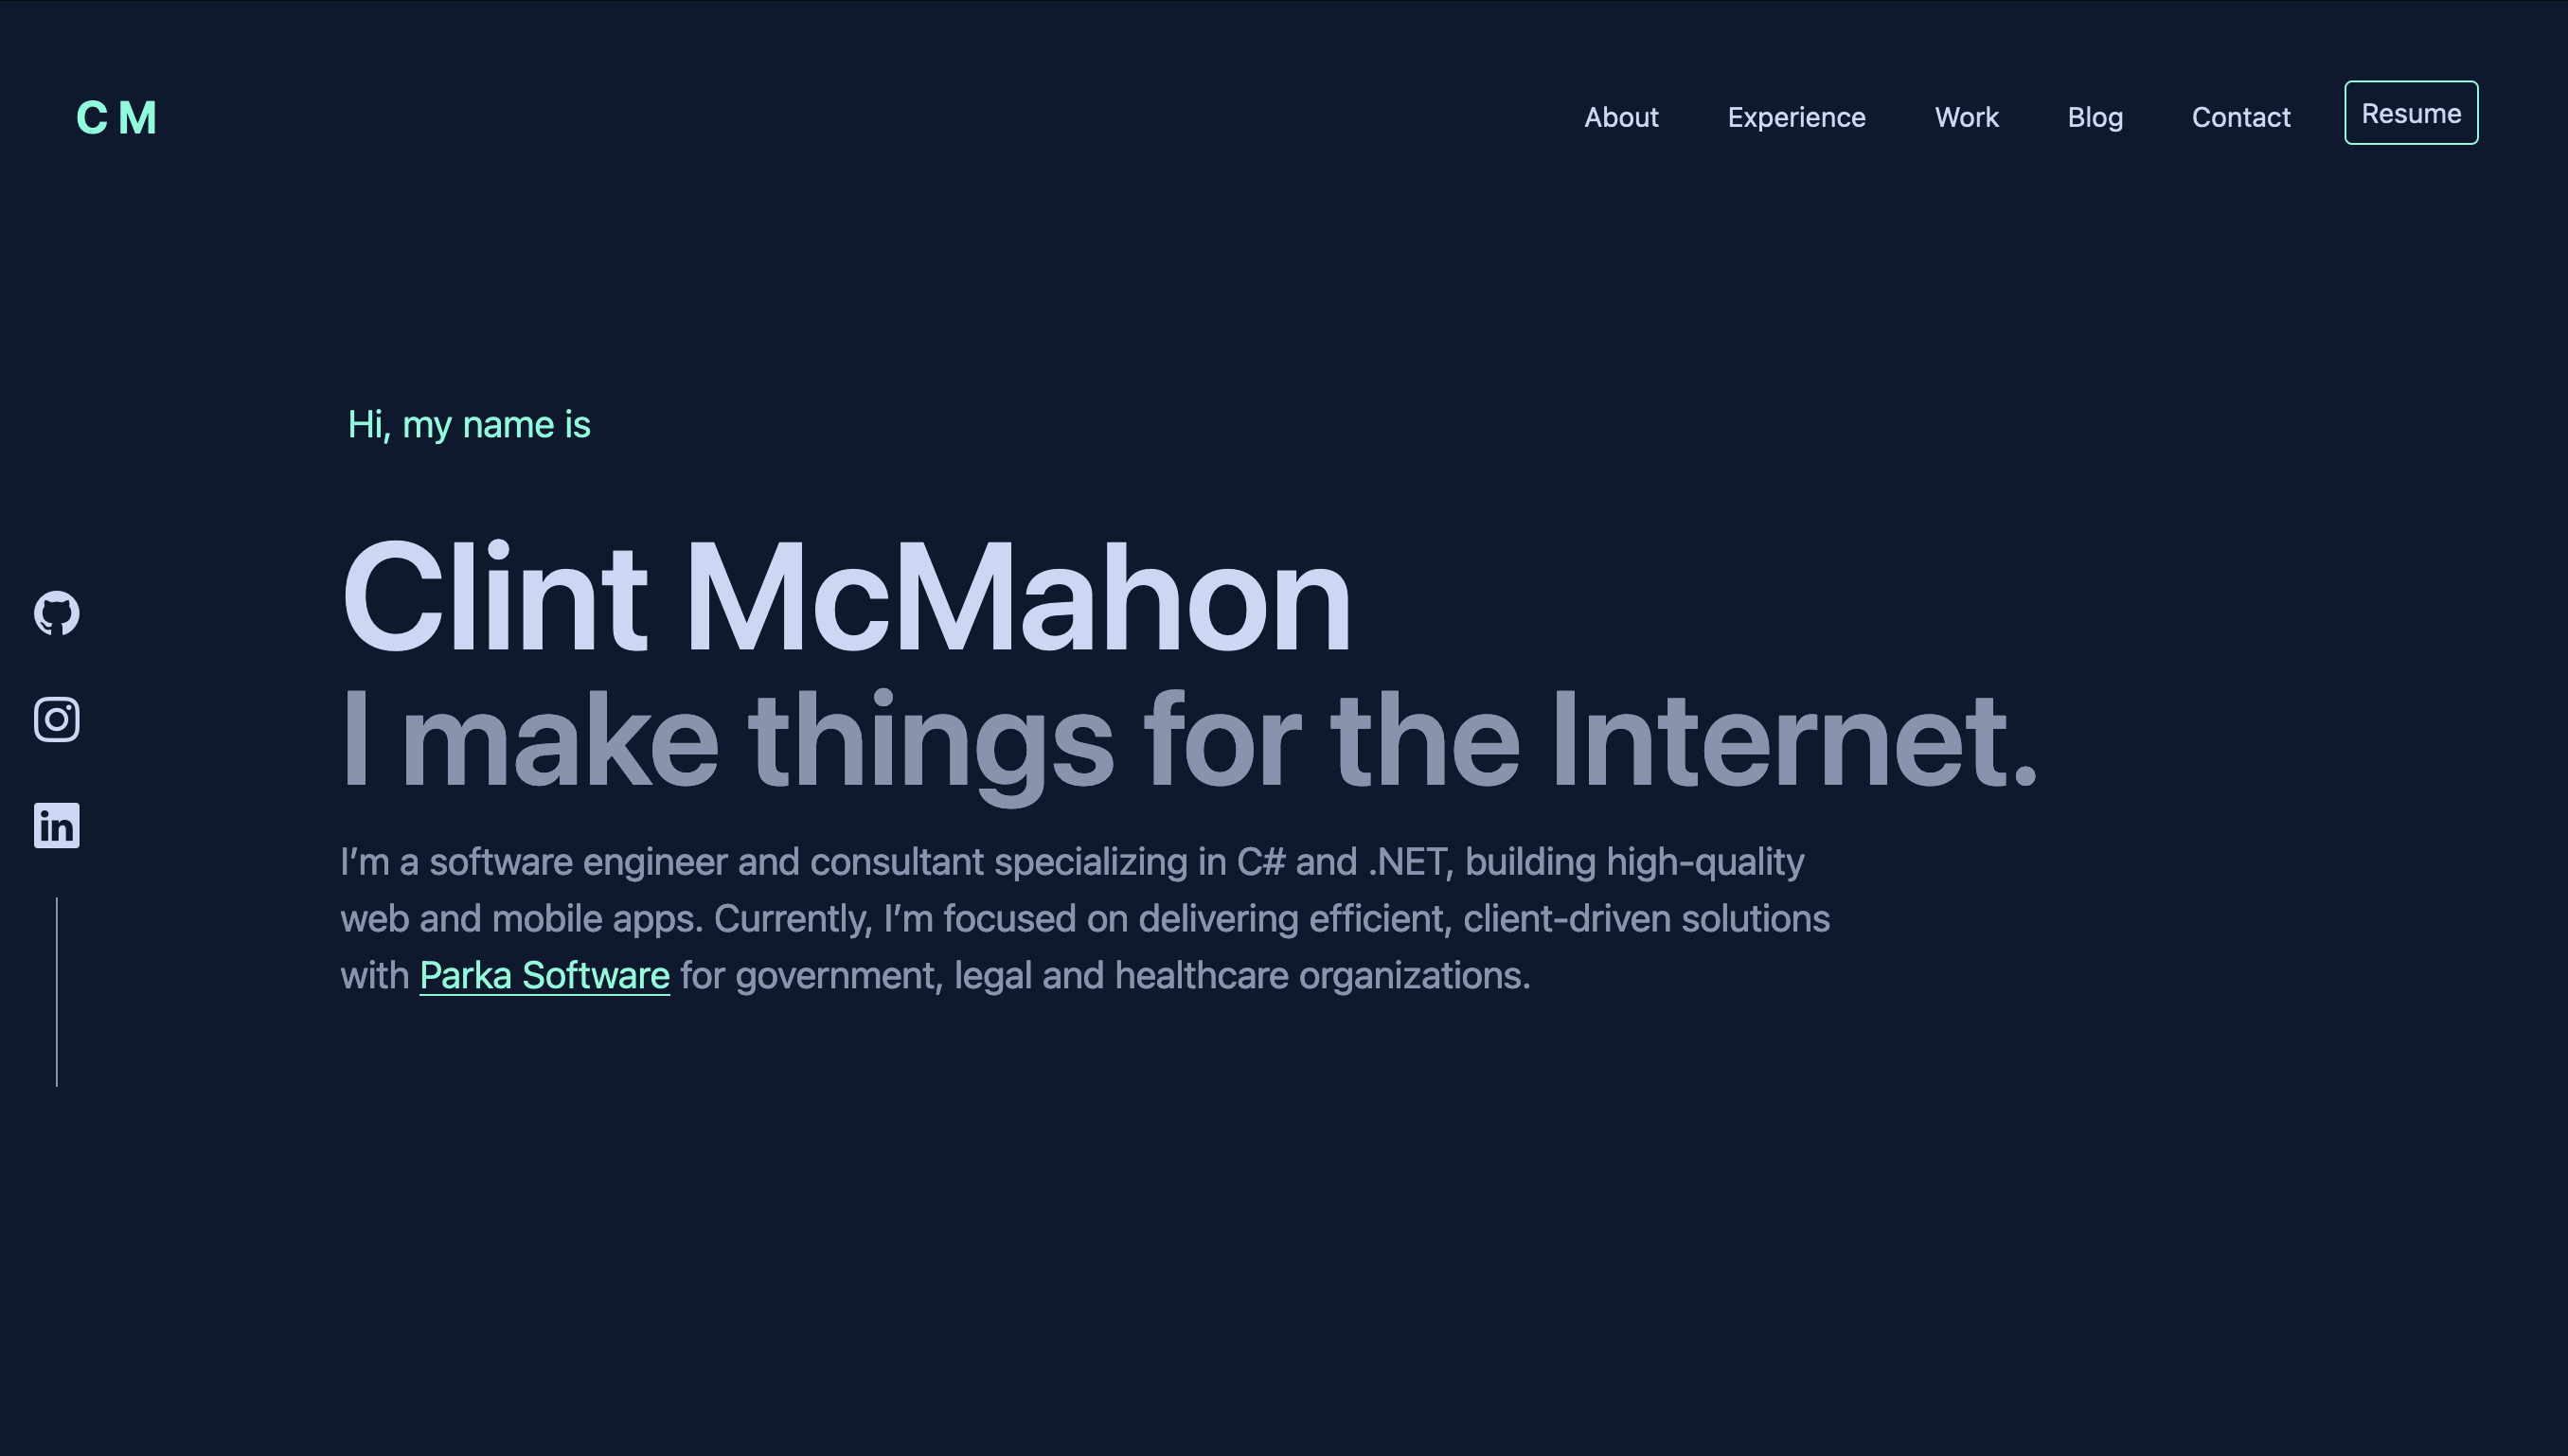 C M
About Experience Work Blog Contact Resume
Hi, my name is
Clint McMahon
I make things for the Internet.
in
I’m a software engineer and consultant specializing in C# and .NET, building high-quality
web and mobile apps. Currently, I’m focused on delivering efficient, client-driven solutions
with Parka Software for government, legal and healthcare organizations.